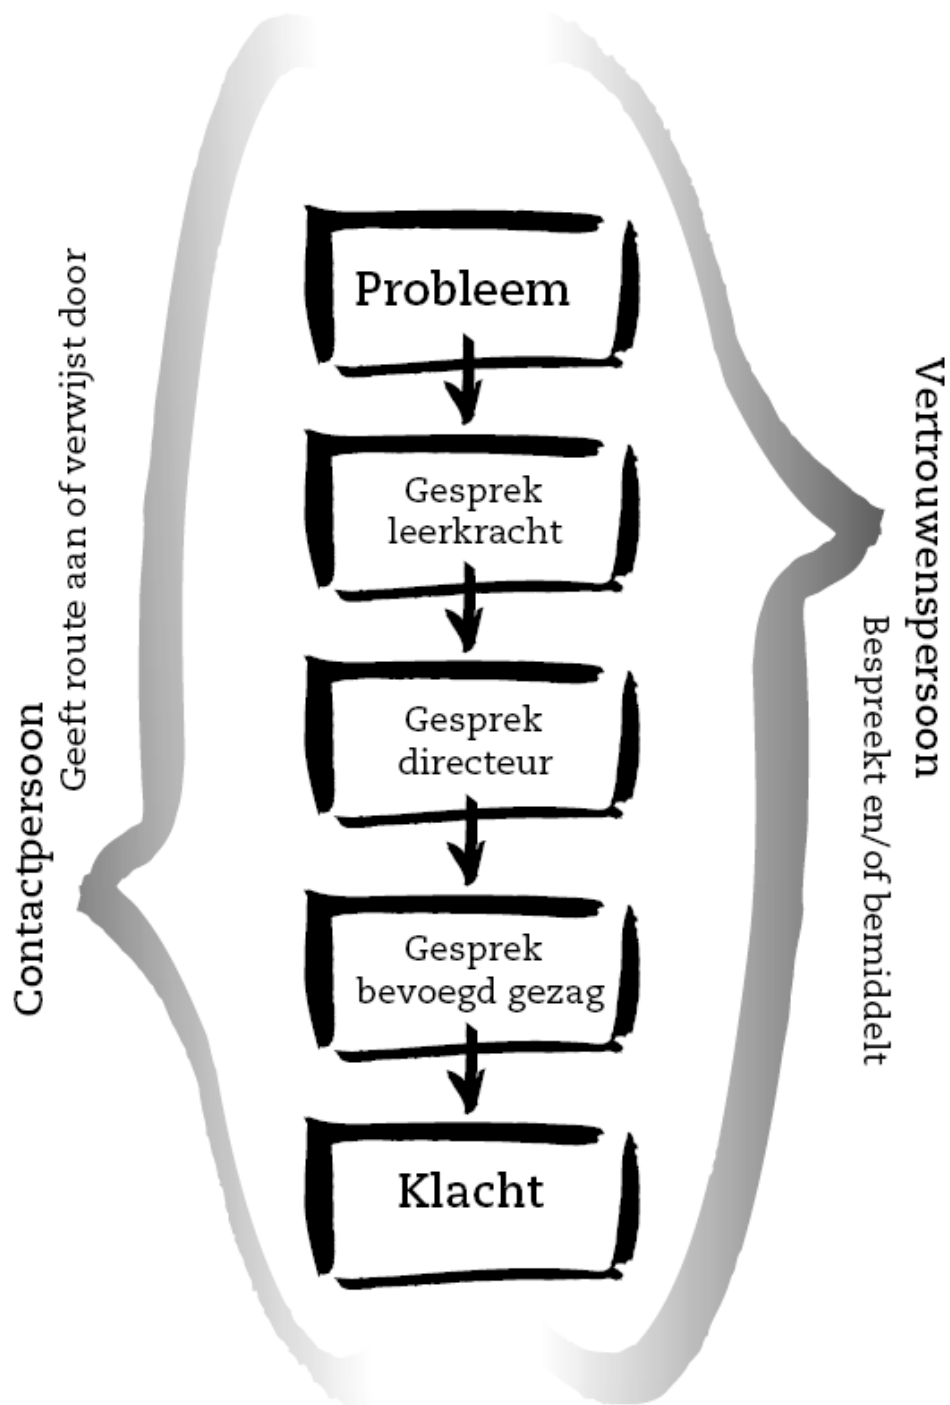 Probleem
Gesprek
leerkracht
Gesprek
directeur
Gesprek
bevoegd gezag
Klacht
Contactpersoon
Geeft route aan of verwijst door
Vertrouwenspersoon
Bespreekt en/of bemiddelt